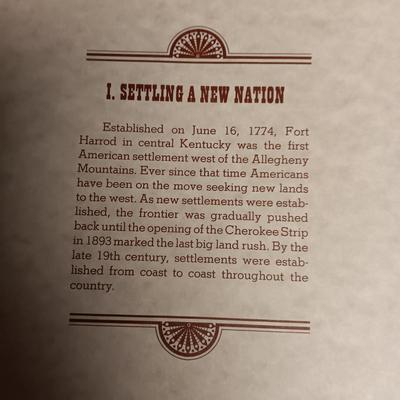 I. SETTLING A NEW NATION
Established on June 16, 1774, Fort
Harrod in central Kentucky was the first
American settlement west of the Allegheny
Mountains. Ever since that time Americans
have been on the move seeking new lands
to the west. As new settlements were estab-
lished, the frontier was gradually pushed
back until the opening of the Cherokee Strip
in 1893 marked the last big land rush. By the
late 19th century, settlements were estab-
lished from coast to coast throughout the
country.